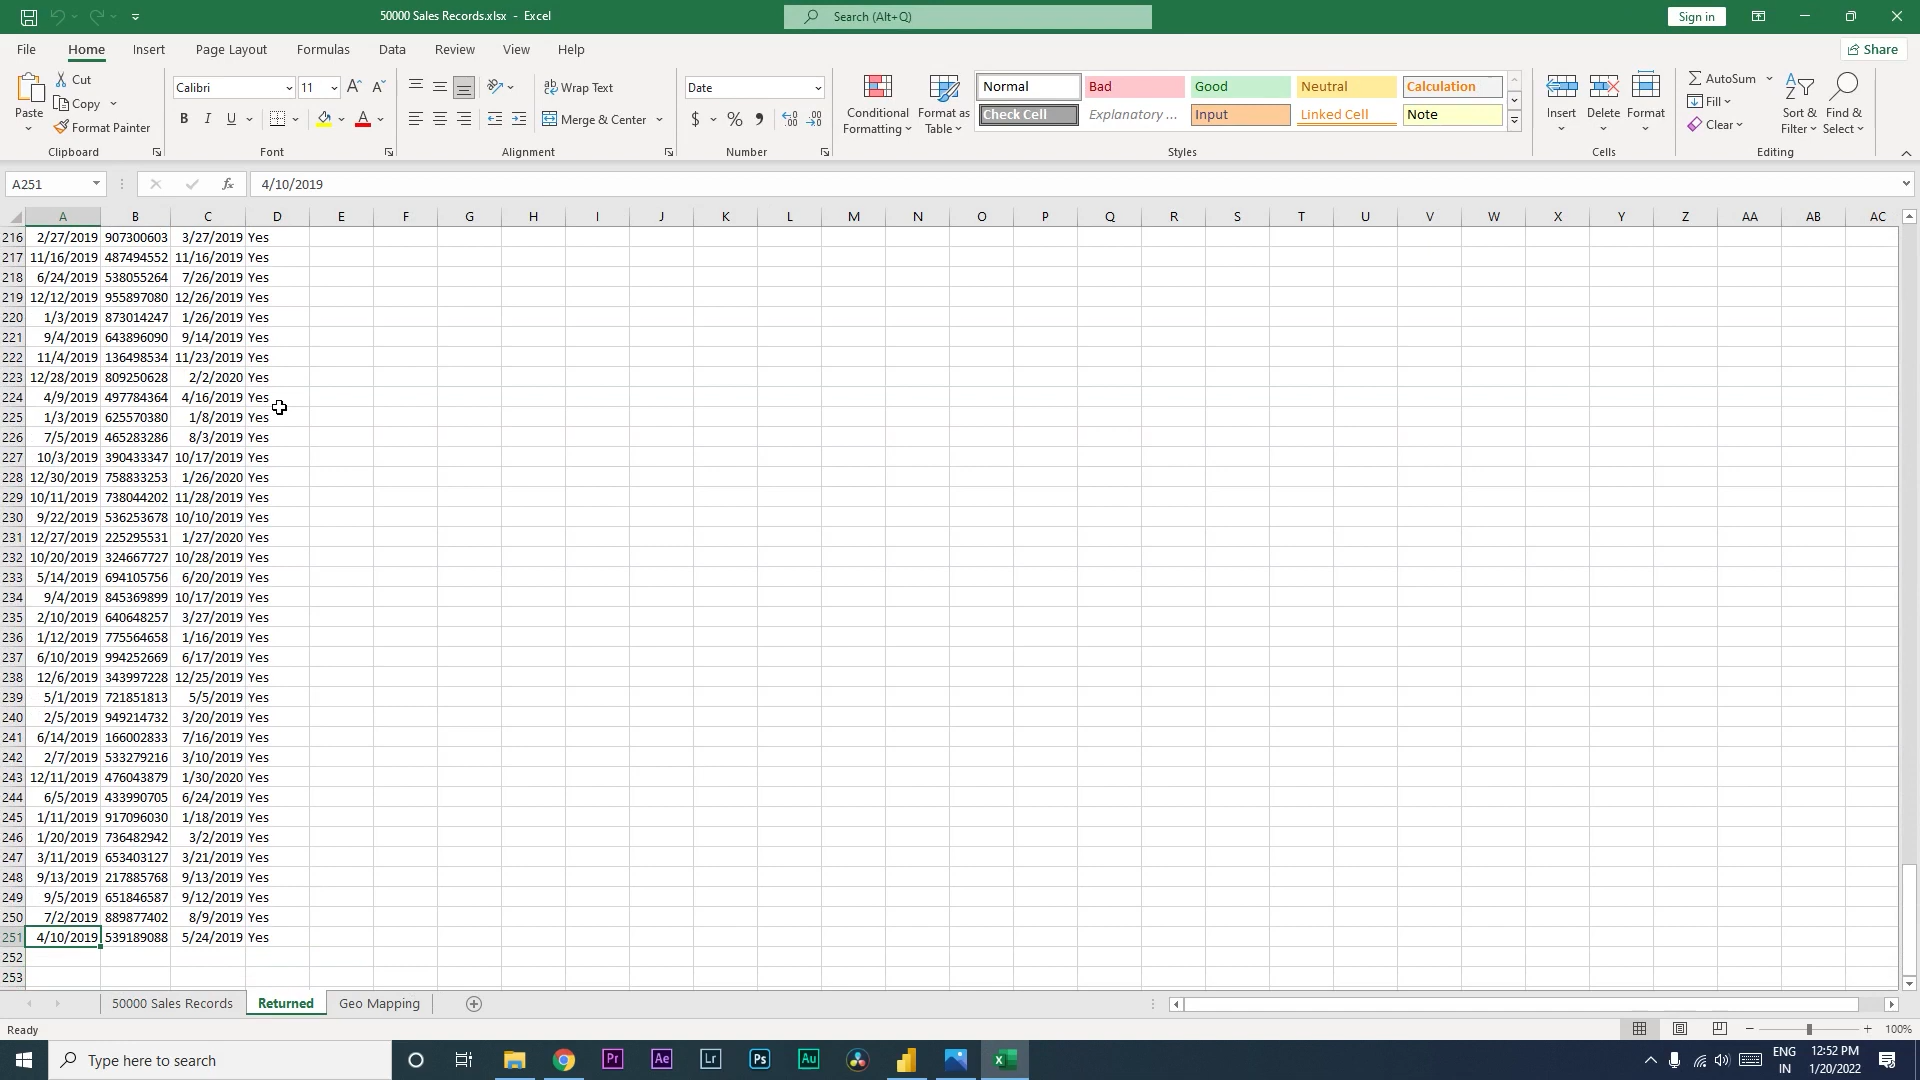 50000 Sales Records.xlsx - Excel
Search (Alt+Q)
Sign in
File Home Insert Page Layout Formulas Data Review View Help
Share
Paste
Cut
Copy
Format Painter
Clipboard
Calibri 11
B I U
Font
Wrap Text
Merge & Center
Alignment
Date
$ % 9
Number
Conditional Formatting
Format as Table
Normal Bad Good Neutral Calculation
Check Cell Explanatory ... Input Linked Cell Note
Styles
Insert Delete Format
Cells
AutoSum
Fill
Clear
Sort & Filter
Find & Select
Editing
A251 fx 4/10/2019
A B C D E F G H I J K L M N O P Q R S T U V W X Y Z AA AB AC
216 2/27/2019 907300603 3/27/2019 Yes
217 11/16/2019 487494552 11/16/2019 Yes
218 6/24/2019 538055264 7/26/2019 Yes
219 12/12/2019 955897080 12/26/2019 Yes
220 1/3/2019 873014247 1/26/2019 Yes
221 9/4/2019 643896090 9/14/2019 Yes
222 11/4/2019 136498534 11/23/2019 Yes
223 12/28/2019 809250628 2/2/2020 Yes
224 4/9/2019 497784364 4/16/2019 Yes
225 1/3/2019 625570380 1/8/2019 Yes
226 7/5/2019 465283286 8/3/2019 Yes
227 10/3/2019 390433347 10/17/2019 Yes
228 12/30/2019 758833253 1/26/2020 Yes
229 10/11/2019 738044202 11/28/2019 Yes
230 9/22/2019 536253678 10/10/2019 Yes
231 12/27/2019 225295531 1/27/2020 Yes
232 10/20/2019 324667727 10/28/2019 Yes
233 5/14/2019 694105756 6/20/2019 Yes
234 9/4/2019 845369899 10/17/2019 Yes
235 2/10/2019 640648257 3/27/2019 Yes
236 1/12/2019 775564658 1/16/2019 Yes
237 6/10/2019 994252669 6/17/2019 Yes
238 12/6/2019 343997228 12/25/2019 Yes
239 5/1/2019 721851813 5/5/2019 Yes
240 2/5/2019 949214732 3/20/2019 Yes
241 6/14/2019 166002833 7/16/2019 Yes
242 2/7/2019 533279216 3/10/2019 Yes
243 12/11/2019 476043879 1/30/2020 Yes
244 6/5/2019 433990705 6/24/2019 Yes
245 1/11/2019 917096030 1/18/2019 Yes
246 1/20/2019 736482942 3/2/2019 Yes
247 3/11/2019 653403127 3/21/2019 Yes
248 9/13/2019 217885768 9/13/2019 Yes
249 9/5/2019 651846587 9/12/2019 Yes
250 7/2/2019 889877402 8/9/2019 Yes
251 4/10/2019 539189088 5/24/2019 Yes
252
253
50000 Sales Records Returned Geo Mapping
Ready
100%
Type here to search
Pr Ae Lr Ps Au
ENG IN
12:52 PM
1/20/2022